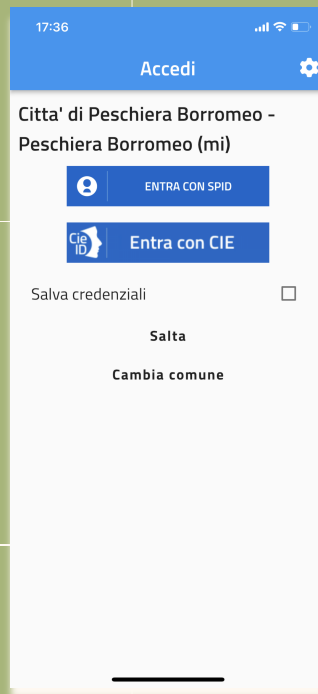 17:36
Accedi
Citta' di Peschiera Borromeo -
Peschiera Borromeo (mi)
ENTRA CON SPID
Cie
ID
Entra con CIE
Salva credenziali
Salta
Cambia comune